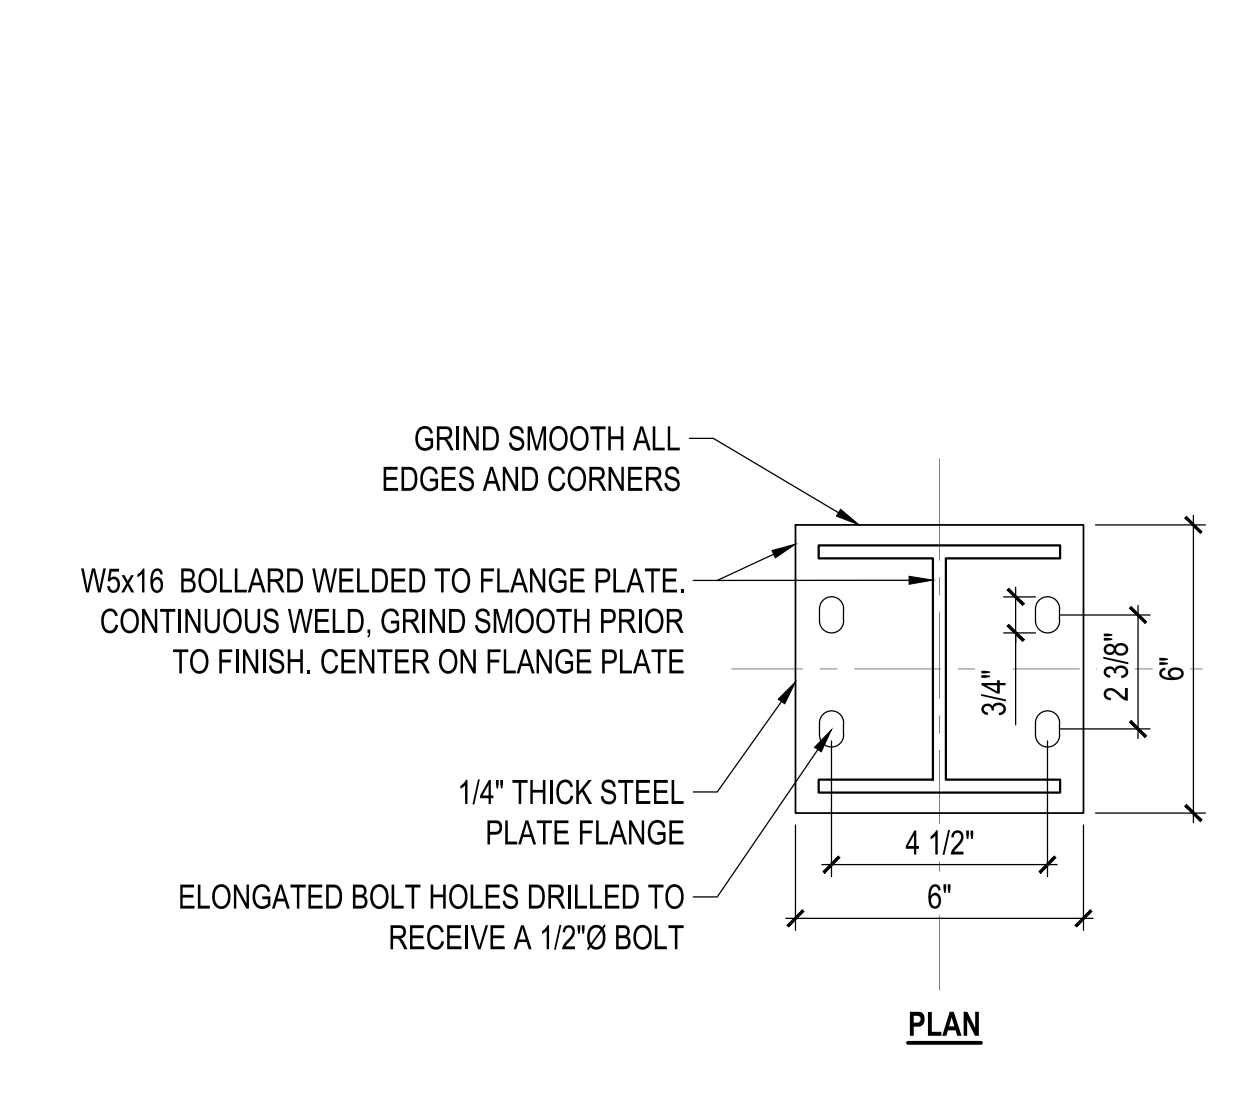 GRIND SMOOTH ALL
EDGES AND CORNERS
W5x16 BOLLARD WELDED TO FLANGE PLATE.
CONTINUOUS WELD, GRIND SMOOTH PRIOR
TO FINISH. CENTER ON FLANGE PLATE
1/4" THICK STEEL
PLATE FLANGE
ELONGATED BOLT HOLES DRILLED TO
RECEIVE A 1/2"Ø BOLT
3/4"
2 3/8"
6"
4 1/2"
6"
PLAN